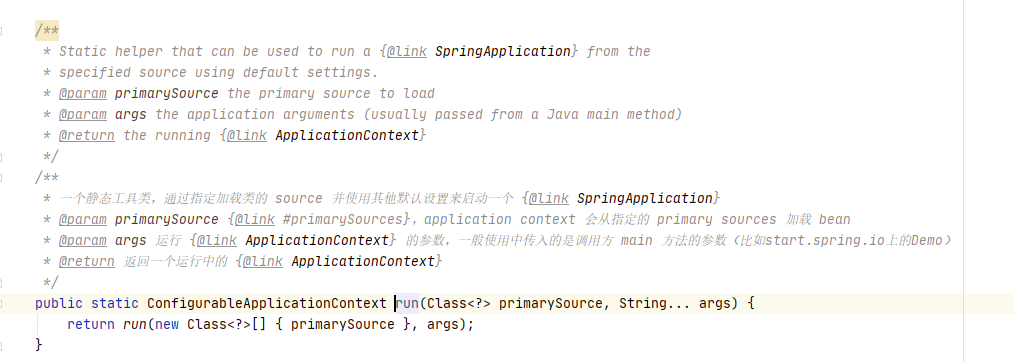 /**
 * Static helper that can be used to run a {@link SpringApplication} from the
 * specified source using default settings.
 * @param primarySource the primary source to load
 * @param args the application arguments (usually passed from a Java main method)
 * @return the running {@link ApplicationContext}
 */
/**
 * 一个静态工具类，通过指定加载类的 source 并使用其他默认设置来启动一个 {@link SpringApplication}
 * @param primarySource {@link #primarySources}，application context 会从指定的 primary sources 加载 bean
 * @param args 运行 {@link ApplicationContext} 的参数，一般使用中传入的是调用方 main 方法的参数（比如start.spring.io上的Demo）
 * @return 返回一个运行中的 {@link ApplicationContext}
 */
public static ConfigurableApplicationContext run(Class<?> primarySource, String... args) {
    return run(new Class<?>[] { primarySource }, args);
}